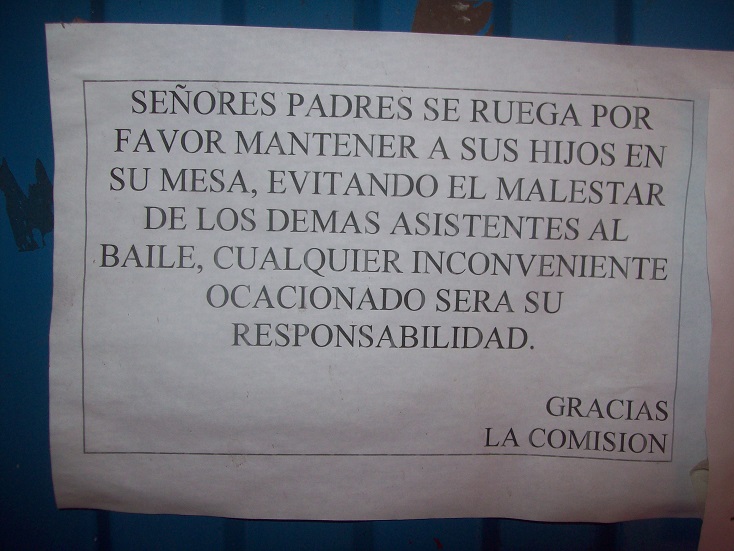 SEÑORES PADRES SE RUEGA POR
FAVOR MANTENER A SUS HIJOS EN
SU MESA, EVITANDO EL MALESTAR
DE LOS DEMAS ASISTENTES AL
BAILE, CUALQUIER INCONVENIENTE
OCACIONADO SERA SU
RESPONSABILIDAD.
GRACIAS
LA COMISION